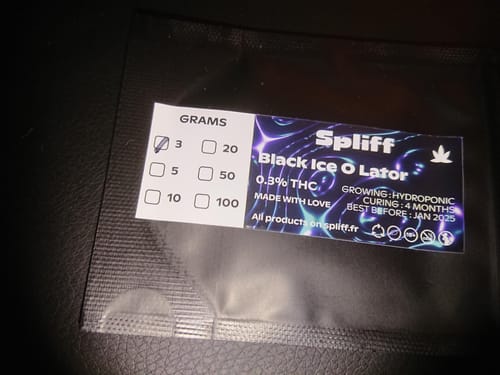 GRAMS
3
20
5
50
10
100
Spliff
Black Ice O Lator
0.3% THC
MADE WITH LOVE
GROWING : HYDROPONIC
CURING : 4 MONTHS
BEST BEFORE : JAN 2025
All products on spliff.fr
18+